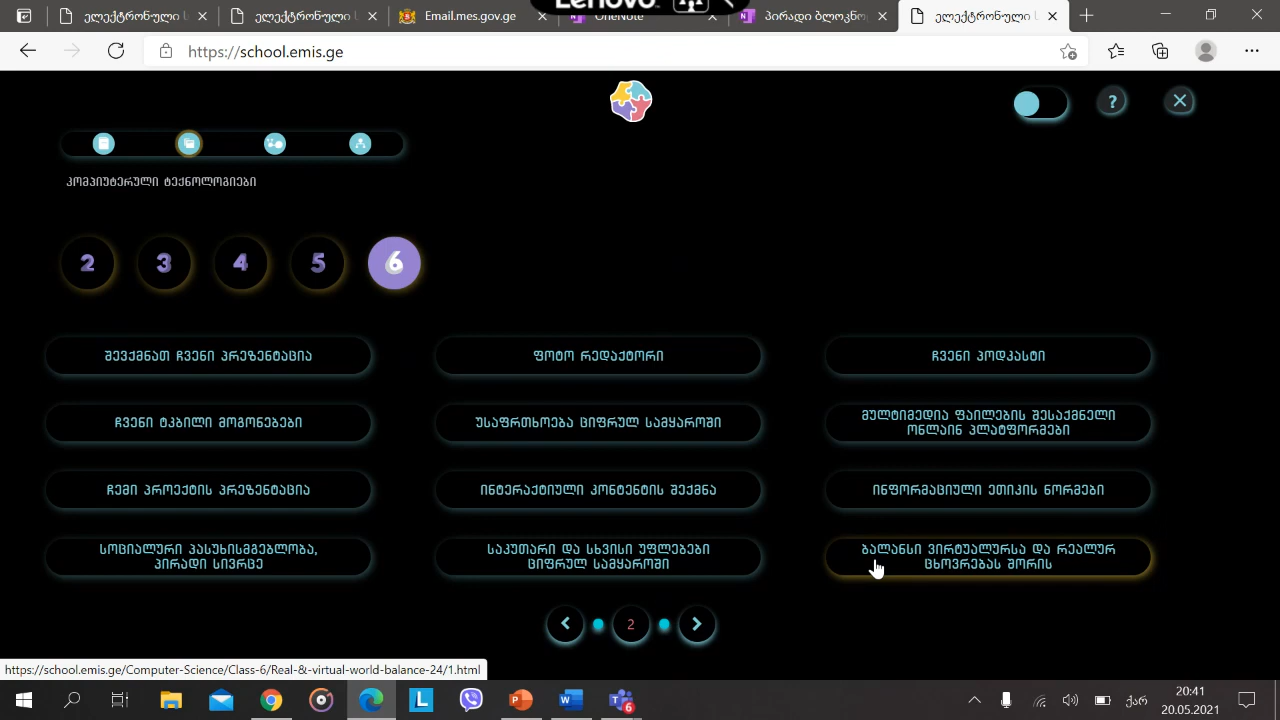 ელექტრონული ს
ელექტრონული ს
Email.mes.gov.ge
OneNote
Lenovo
პირადი ბლოკნო
ელექტრონული ს
https://school.emis.ge
?
კომპიუტერული ტექნოლოგიები
2
3
4
5
6
შევქმნათ ჩვენი პრეზენტაცია
ფოტო რედაქტორი
ჩვენი პოდკასტი
ჩვენი ტკბილი მოგონებები
უსაფრთხოება ციფრულ სამყაროში
მულტიმედია ფაილების შესაქმნელი
ონლაინ პლატფორმები
ჩემი პროექტის პრეზენტაცია
ინტერაქტიული კონტენტის შექმნა
ინფორმაციული ეთიკის ნორმები
სოციალური პასუხისმგებლობა,
პირადი სივრცე
საკუთარი და სხვისი უფლებები
ციფრულ სამყაროში
ბალანსი ვირტუალურსა და რეალურ
ცხოვრებას შორის
2
https://school.emis.ge/Computer-Science/Class-6/Real-&-virtual-world-balance-24/1.html
L
P
W
6
ქარ
20:41
20.05.2021